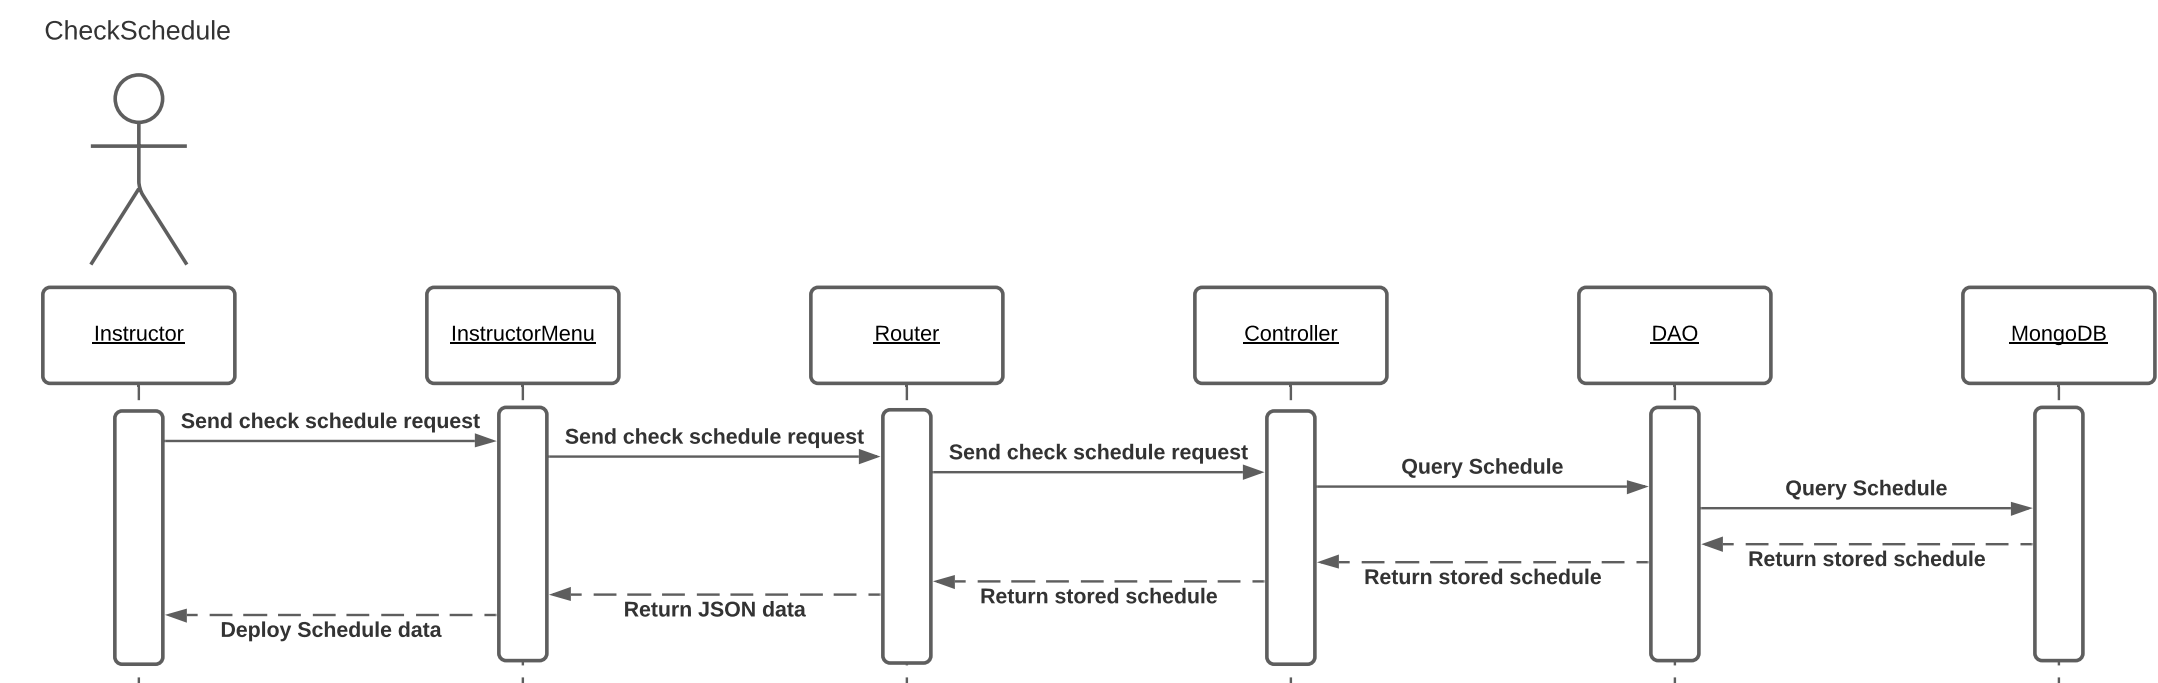 CheckSchedule
Instructor
InstructorMenu
Router
Controller
DAO
MongoDB
Send check schedule request
Send check schedule request
Send check schedule request
Query Schedule
Query Schedule
Return stored schedule
Return stored schedule
Return stored schedule
Return JSON data
Deploy Schedule data